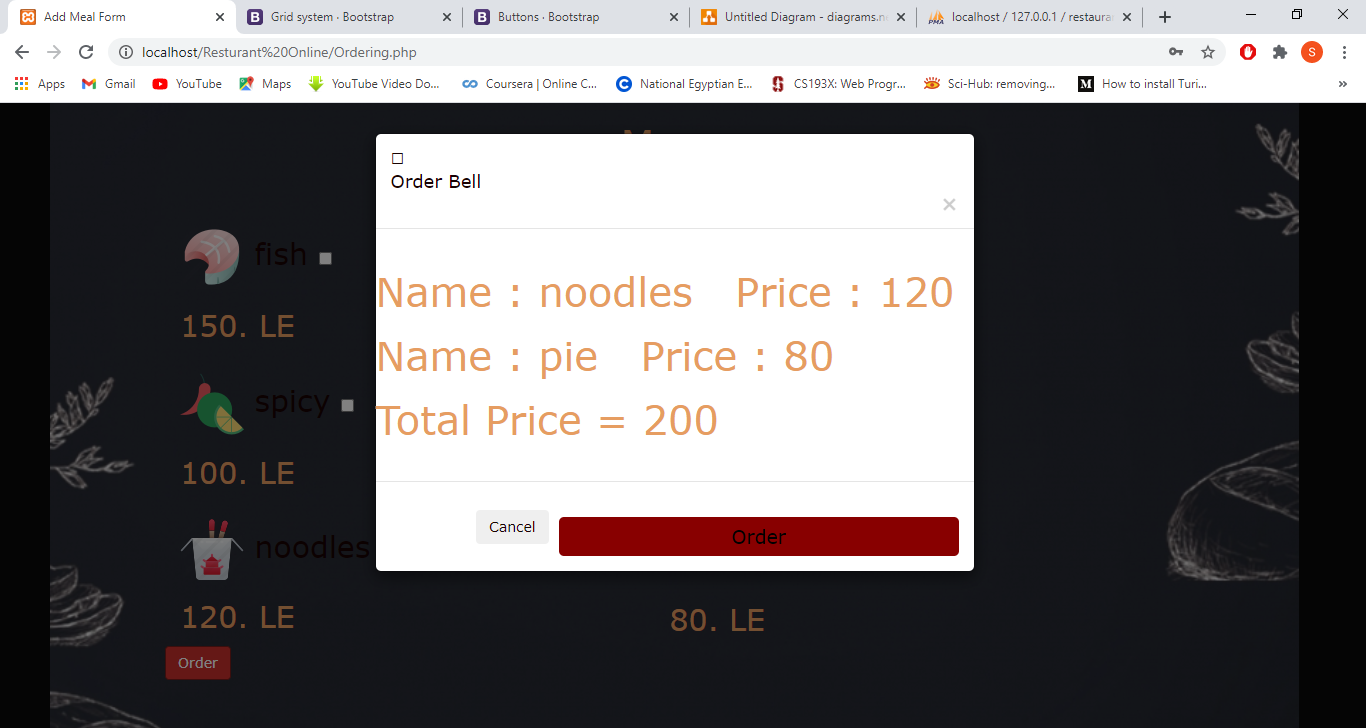 Add Meal Form
Grid system · Bootstrap
Buttons · Bootstrap
Untitled Diagram - diagrams.n
localhost / 127.0.0.1 / restaura
localhost/Resturant%20Online/Ordering.php
S
Apps
Gmail
YouTube
Maps
YouTube Video Do...
Coursera | Online C...
National Egyptian E...
CS193X: Web Progr...
Sci-Hub: removing...
How to install Turi...
Order Bell
×
Name : noodles Price : 120
Name : pie Price : 80
Total Price = 200
Cancel
Order
fish
150. LE
spicy
100. LE
noodles
120. LE
80. LE
Order